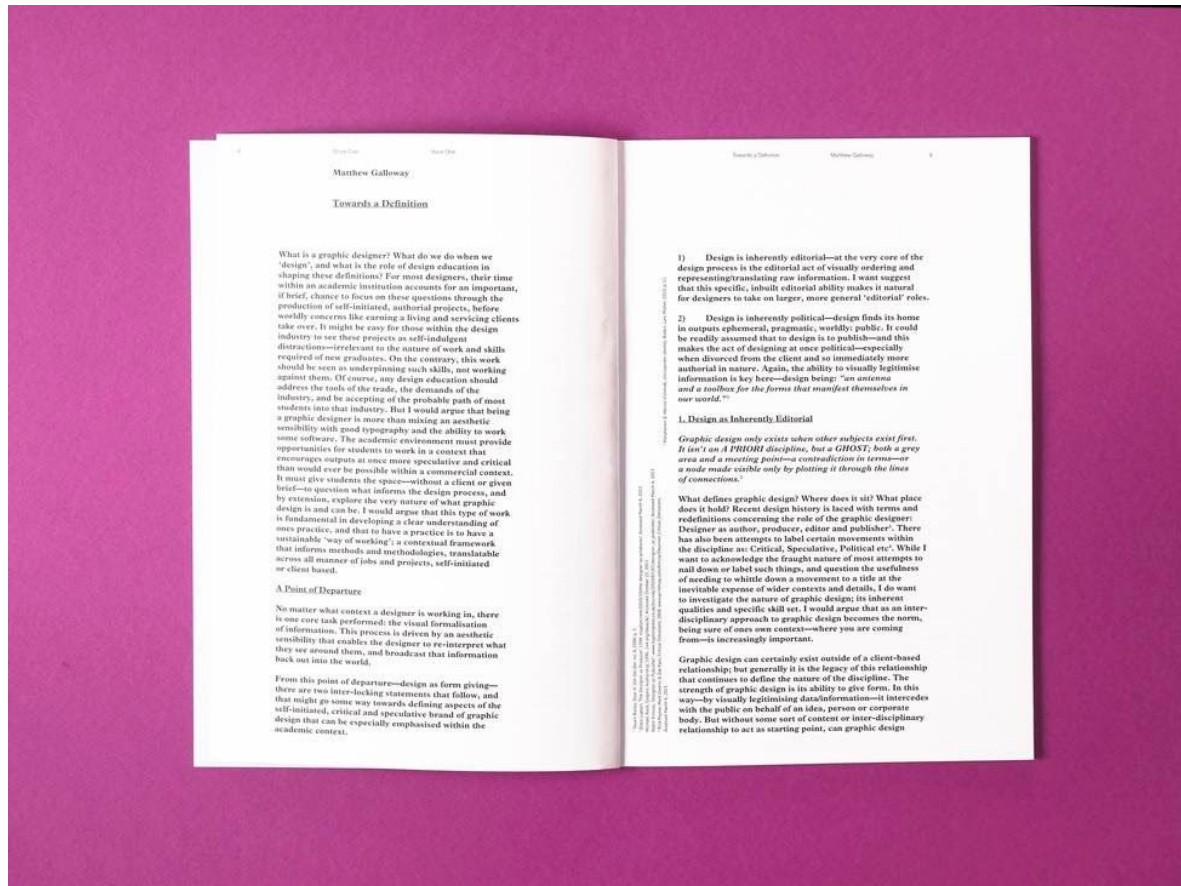 Issue One
Matthew Galloway
Towards a Definition
What is a graphic designer? What do we do when we
‘design’, and what is the role of design education in
shaping these definitions? For most designers, their time
within an academic institution accounts for an important,
if brief, chance to focus on these questions through the
production of self-initiated, authorial projects, before
worldly concerns like earning a living and servicing clients
take over. It might be easy for those within the design
industry to see these projects as self-indulgent
distractions—irrelevant to the nature of work and skills
required of new graduates. On the contrary, this work
should be seen as underpinning such skills, not working
against them. Of course, any design education should
address the tools of the trade, the demands of the
industry, and be accepting of the probable path of most
students into that industry. But I would argue that being
a graphic designer is more than mixing an aesthetic
sensibility with good typography and the ability to work
some software. The academic environment must provide
opportunities for students to work in a context that
encourages outputs at once more speculative and critical
than would ever be possible within a commercial context.
It must give students the space—without a client or given
brief—to question what informs the design process, and
by extension, explore the very nature of what graphic
design is and can be. I would argue that this type of work
is fundamental in developing a clear understanding of
ones practice, and that to have a practice is to have a
sustainable ‘way of working’; a contextual framework
that informs methods and methodologies, translatable
across all manner of jobs and projects, self-initiated
or client based.
A Point of Departure
No matter what context a designer is working in, there
is one core task performed: the visual formalisation
of information. This process is driven by an aesthetic
sensibility that enables the designer to re-interpret what
they see around them, and broadcast that information
back out into the world.
From this point of departure—design as form giving—
there are two inter-locking statements that follow, and
that might go some way towards defining aspects of the
self-initiated, critical and speculative brand of graphic
design that can be especially emphasised within the
academic context.
Towards a Definition Matthew Galloway
1) Design is inherently editorial—at the very core of the
design process is the editorial act of visually ordering and
representing/translating raw information. I want suggest
that this specific, inbuilt editorial ability makes it natural
for designers to take on larger, more general ‘editorial’ roles.
2) Design is inherently political—design finds its home
in outputs ephemeral, pragmatic, worldly: public. It could
be readily assumed that to design is to publish—and this
makes the act of designing at once political—especially
when divorced from the client and so immediately more
authorial in nature. Again, the ability to visually legitimise
information is key here—design being: “an antenna
and a toolbox for the forms that manifest themselves in
our world.”
1. Design as Inherently Editorial
Graphic design only exists when other subjects exist first.
It isn’t an A PRIORI discipline, but a GHOST; both a grey
area and a meeting point—a contradiction in terms—or
a node made visible only by plotting it through the lines
of connections.
What defines graphic design? Where does it sit? What place
does it hold? Recent design history is laced with terms and
redefinitions concerning the role of the graphic designer:
Designer as author, producer, editor and publisher. There
has also been attempts to label certain movements within
the discipline as: Critical, Speculative, Political etc. While I
want to acknowledge the fraught nature of most attempts to
nail down or label such things, and question the usefulness
of needing to whittle down a movement to a title at the
inevitable expense of wider contexts and details, I do want
to investigate the nature of graphic design; its inherent
qualities and specific skill set. I would argue that as an inter-
disciplinary approach to graphic design becomes the norm,
being sure of ones own context—where you are coming
from—is increasingly important.
Graphic design can certainly exist outside of a client-based
relationship; but generally it is the legacy of this relationship
that continues to define the nature of the discipline. The
strength of graphic design is its ability to give form. In this
way—by visually legitimising data/information—it intercedes
with the public on behalf of an idea, person or corporate
body. But without some sort of content or inter-disciplinary
relationship to act as starting point, can graphic design